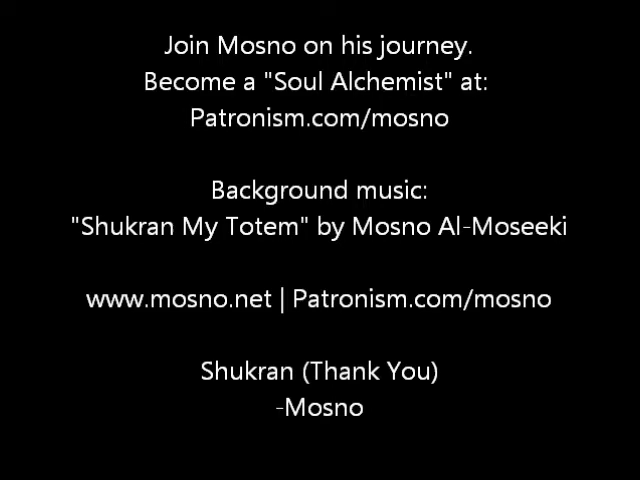 Join Mosno on his journey.
Become a "Soul Alchemist" at:
Patronism.com/mosno
Background music:
"Shukran My Totem" by Mosno Al-Moseeki
www.mosno.net | Patronism.com/mosno
Shukran (Thank You)
-Mosno